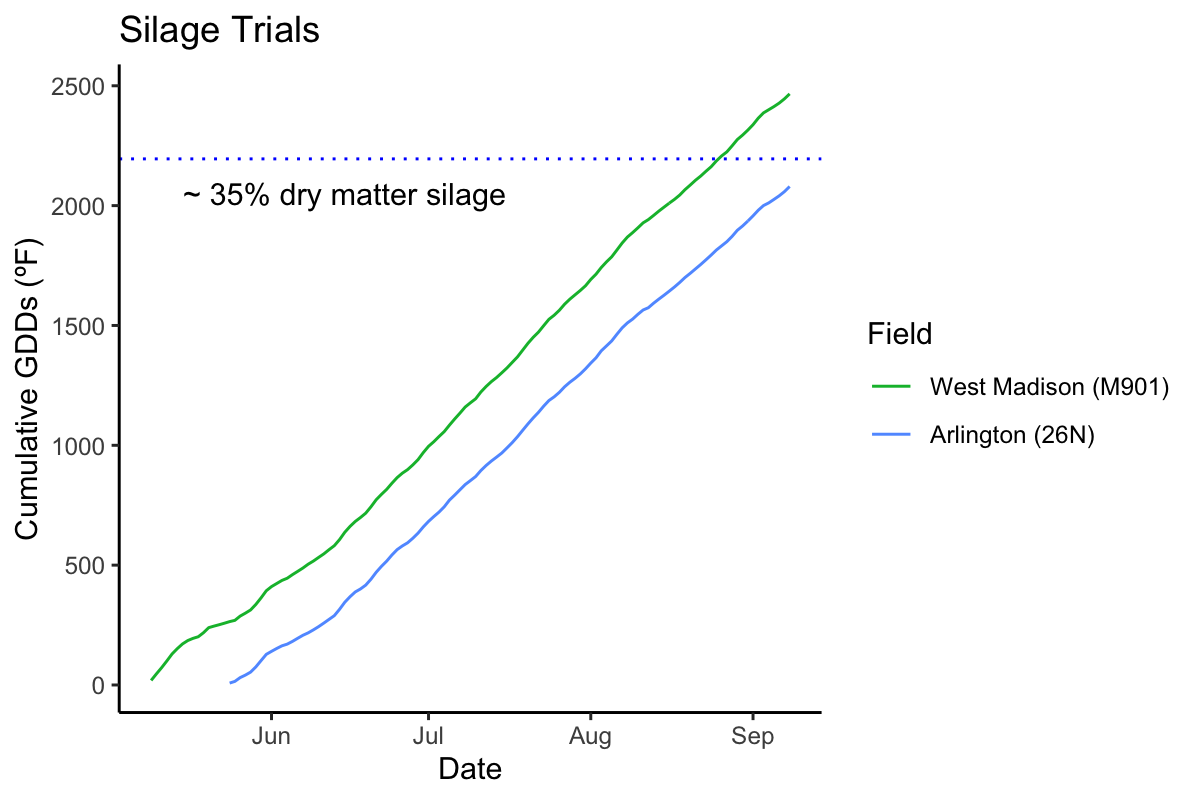 Silage Trials
2500
2000
1500
1000
500
0
~ 35% dry matter silage
Cumulative GDDs (ºF)
Jun Jul Aug Sep
Date
Field
West Madison (M901)
Arlington (26N)